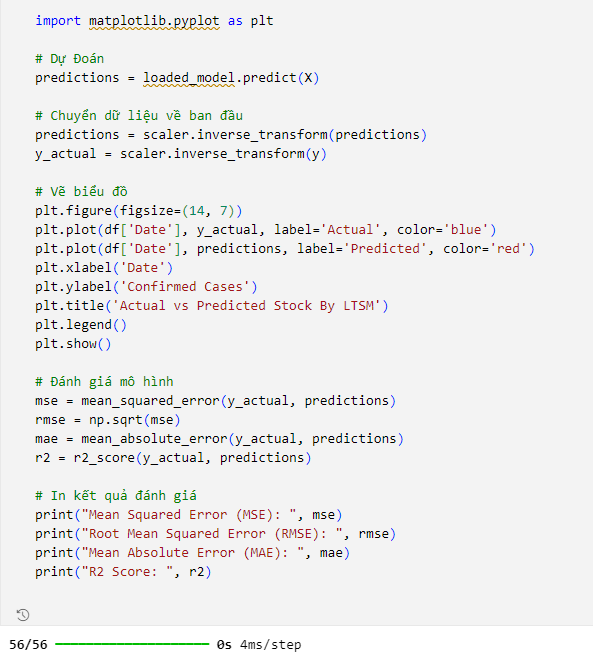 import matplotlib.pyplot as plt
# Dự Đoán
predictions = loaded_model.predict(X)
# Chuyển dữ liệu về ban đầu
predictions = scaler.inverse_transform(predictions)
y_actual = scaler.inverse_transform(y)
# Vẽ biểu đồ
plt.figure(figsize=(14, 7))
plt.plot(df['Date'], y_actual, label='Actual', color='blue')
plt.plot(df['Date'], predictions, label='Predicted', color='red')
plt.xlabel('Date')
plt.ylabel('Confirmed Cases')
plt.title('Actual vs Predicted Stock By LTSM')
plt.legend()
plt.show()
# Đánh giá mô hình
mse = mean_squared_error(y_actual, predictions)
rmse = np.sqrt(mse)
mae = mean_absolute_error(y_actual, predictions)
r2 = r2_score(y_actual, predictions)
# In kết quả đánh giá
print("Mean Squared Error (MSE): ", mse)
print("Root Mean Squared Error (RMSE): ", rmse)
print("Mean Absolute Error (MAE): ", mae)
print("R2 Score: ", r2)
56/56 0s 4ms/step